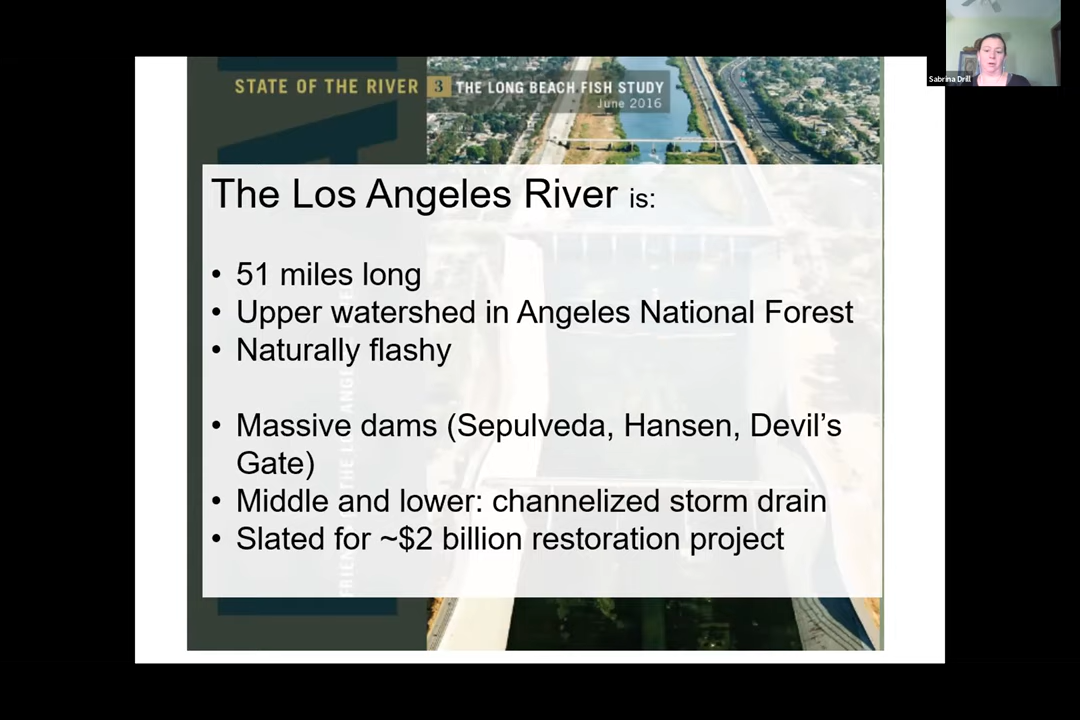 Sabrina Drill
STATE OF THE RIVER 3 THE LONG BEACH FISH STUDY
June 2016
The Los Angeles River is:
• 51 miles long
• Upper watershed in Angeles National Forest
• Naturally flashy
• Massive dams (Sepulveda, Hansen, Devil's
Gate)
• Middle and lower: channelized storm drain
• Slated for ~$2 billion restoration project